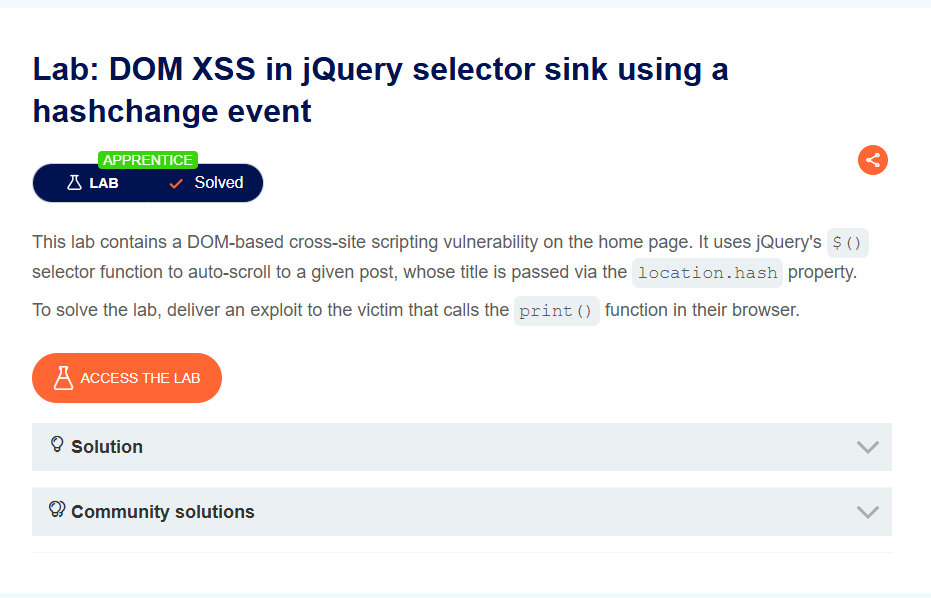 Lab: DOM XSS in jQuery selector sink using a
hashchange event
APPRENTICE
LAB Solved
This lab contains a DOM-based cross-site scripting vulnerability on the home page. It uses jQuery's $()
selector function to auto-scroll to a given post, whose title is passed via the location.hash property.
To solve the lab, deliver an exploit to the victim that calls the print() function in their browser.
ACCESS THE LAB
Solution
Community solutions